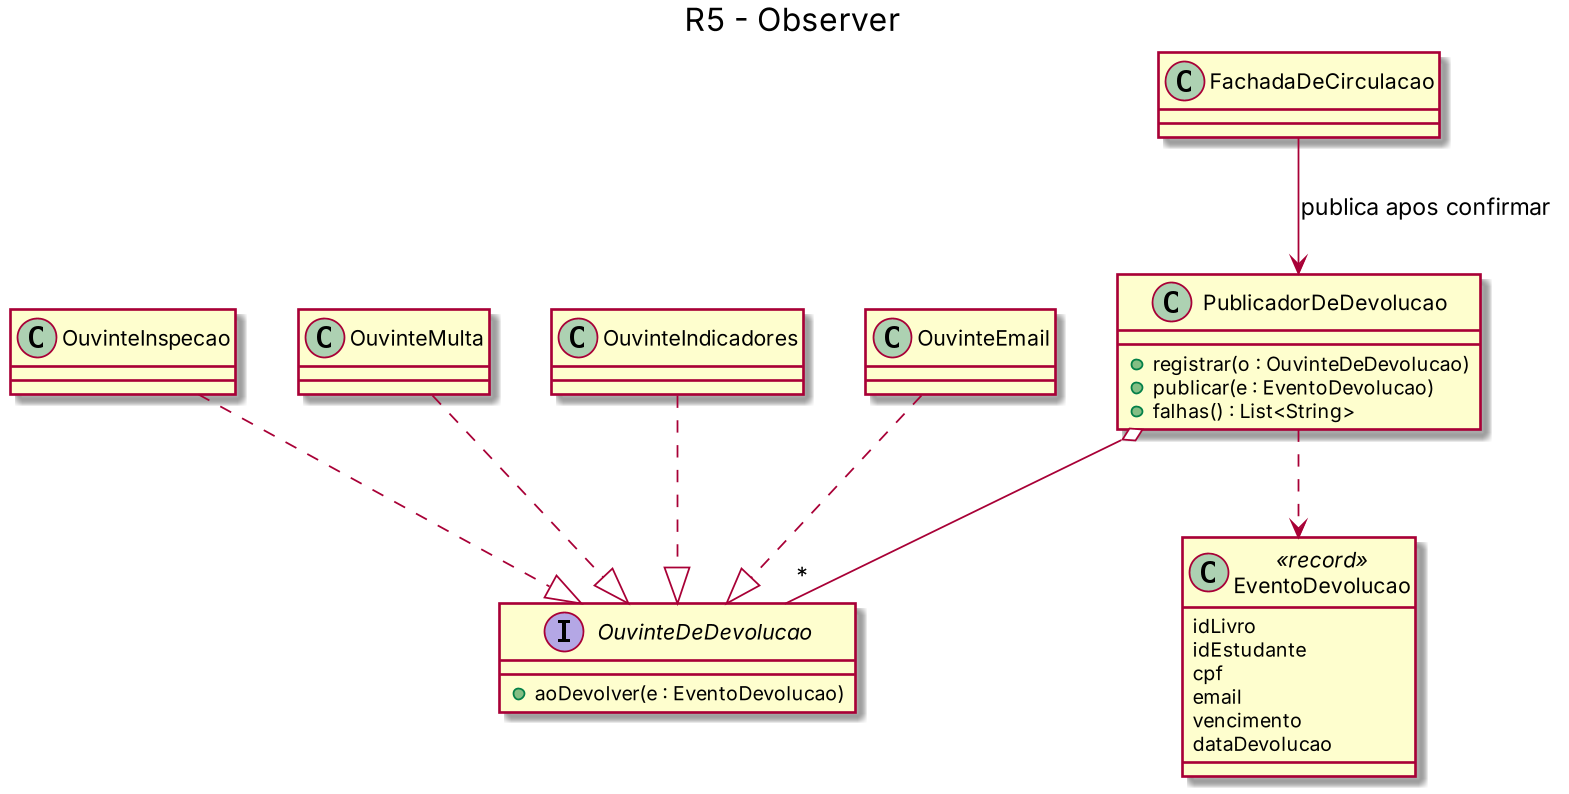 R5 - Observer
C FachadaDeCirculacao
publica apos confirmar
C OuvinteInspecao
C OuvinteMulta
C OuvinteIndicadores
C OuvinteEmail
C PublicadorDeDevolucao
registrar(o : OuvinteDeDevolucao)
publicar(e : EventoDevolucao)
falhas() : List<String>
*
I OuvinteDeDevolucao
aoDevolver(e : EventoDevolucao)
C «record»
EventoDevolucao
idLivro
idEstudante
cpf
email
vencimento
dataDevolucao